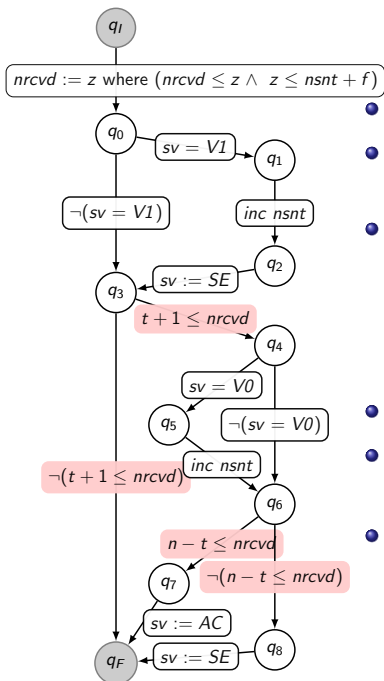 q_I
nrcvd := z where (nrcvd ≤ z ∧ z ≤ nsnt + f)
q_0
sv = V1
q_1
¬(sv = V1)
inc nsnt
q_2
sv := SE
q_3
t + 1 ≤ nrcvd
q_4
sv = V0
q_5
¬(sv = V0)
inc nsnt
¬(t + 1 ≤ nrcvd)
q_6
n − t ≤ nrcvd
q_7
¬(n − t ≤ nrcvd)
sv := AC
q_8
sv := SE
q_F